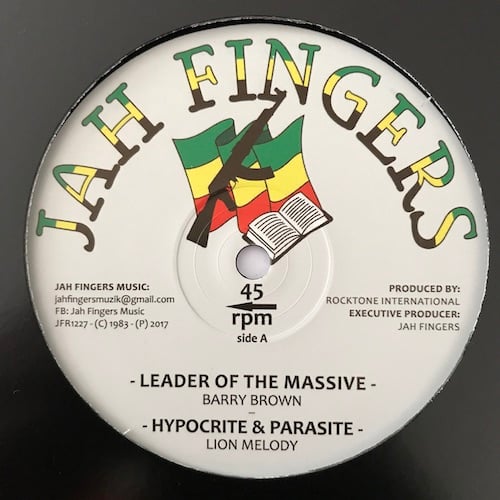 JAH FINGERS
JAH FINGERS MUSIC:
jahfingersmuzik@gmail.com
FB: Jah Fingers Music
JFR1227 - (C) 1983 - (P) 2017
45
rpm
side A
PRODUCED BY:
ROCKTONE INTERNATIONAL
EXECUTIVE PRODUCER:
JAH FINGERS
- LEADER OF THE MASSIVE -
BARRY BROWN
–
- HYPOCRITE & PARASITE -
LION MELODY